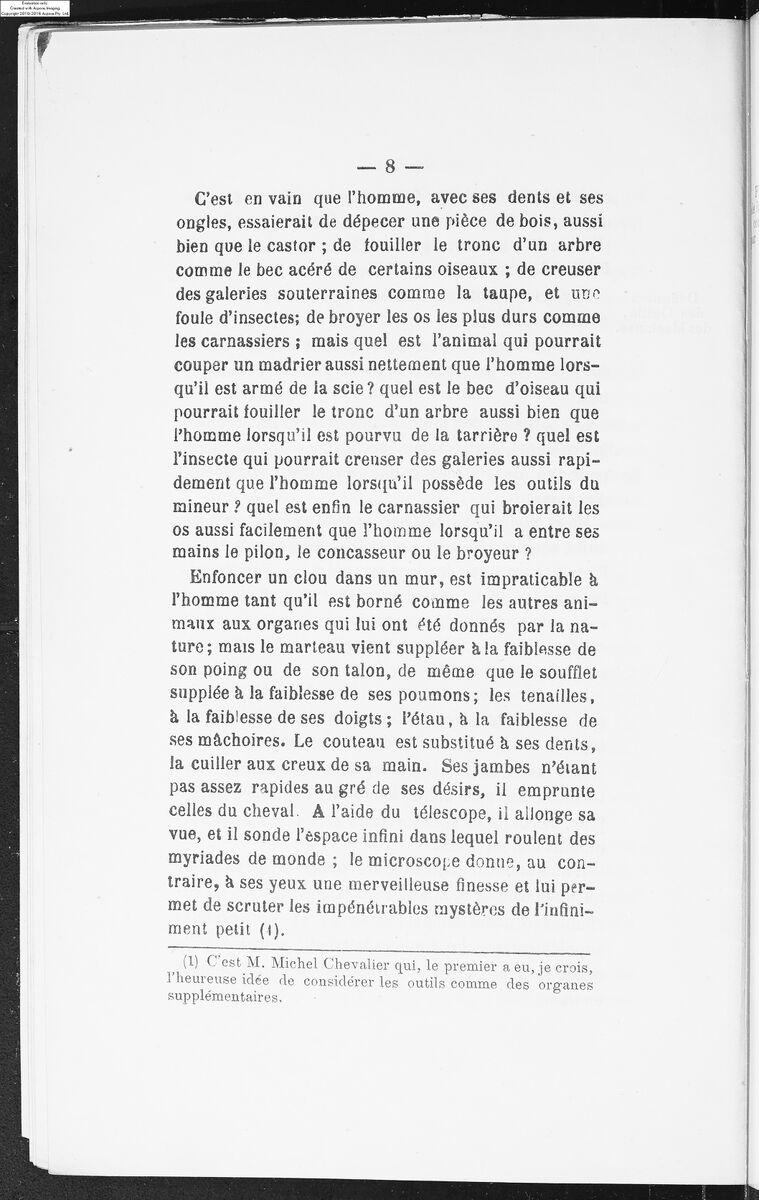 Evaluation only.
Created with Aspose.Imaging.
Copyright 2010-2018 Aspose Pty Ltd.
— 8 —
C'est en vain que l'homme, avec ses dents et ses
ongles, essaierait de dépecer une pièce de bois, aussi
bien que le castor ; de fouiller le tronc d'un arbre
comme le bec acéré de certains oiseaux ; de creuser
des galeries souterraines comme la taupe, et une
foule d'insectes; de broyer les os les plus durs comme
les carnassiers ; mais quel est l'animal qui pourrait
couper un madrier aussi nettement que l'homme lors-
qu'il est armé de la scie ? quel est le bec d'oiseau qui
pourrait fouiller le tronc d'un arbre aussi bien que
l'homme lorsqu'il est pourvu de la tarrière ? quel est
l'insecte qui pourrait creuser des galeries aussi rapi-
dement que l'homme lorsqu'il possède les outils du
mineur ? quel est enfin le carnassier qui broierait les
os aussi facilement que l'homme lorsqu'il a entre ses
mains le pilon, le concasseur ou le broyeur ?
Enfoncer un clou dans un mur, est impraticable à
l'homme tant qu'il est borné comme les autres ani-
maux aux organes qui lui ont été donnés par la na-
ture; mais le marteau vient suppléer à la faiblesse de
son poing ou de son talon, de même que le soufflet
supplée à la faiblesse de ses poumons; les tenailles,
à la faiblesse de ses doigts ; l'étau, à la faiblesse de
ses mâchoires. Le couteau est substitué à ses dents,
la cuiller aux creux de sa main. Ses jambes n'étant
pas assez rapides au gré de ses désirs, il emprunte
celles du cheval. A l'aide du télescope, il allonge sa
vue, et il sonde l'espace infini dans lequel roulent des
myriades de monde ; le microscope donne, au con-
traire, à ses yeux une merveilleuse finesse et lui per-
met de scruter les impénétrables mystères de l'infini-
ment petit (1).
(1) C'est M. Michel Chevalier qui, le premier a eu, je crois,
l'heureuse idée de considérer les outils comme des organes
supplémentaires.